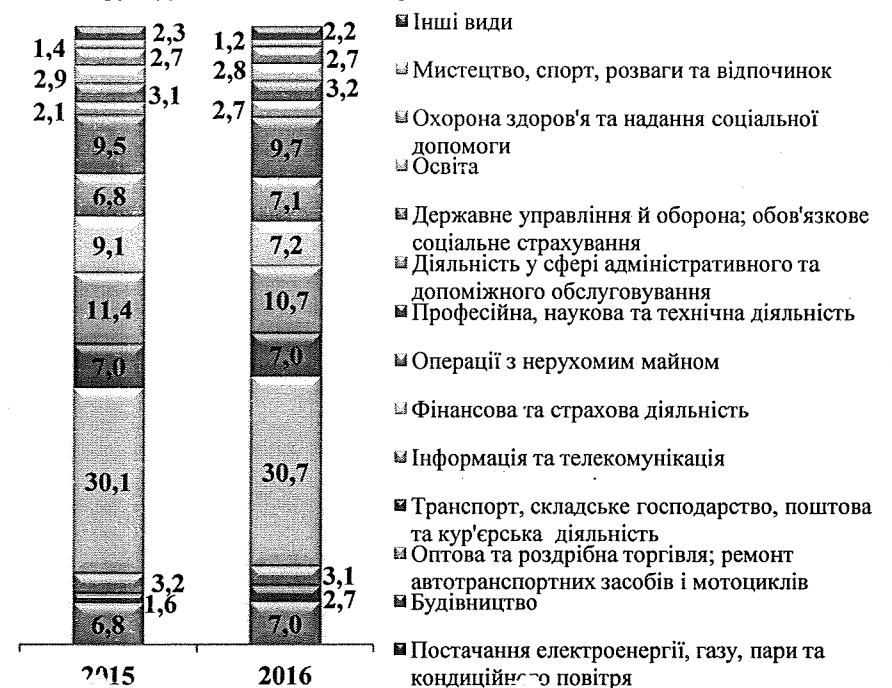 2,3
1,4
2,7
2,9
3,1
2,1
9,5
6,8
9,1
11,4
7,0
30,1
3,2
1,6
6,8
2015
2,2
1,2
2,7
2,8
3,2
2,7
9,7
7,1
7,2
10,7
7,0
30,7
3,1
2,7
7,0
2016
Інші види
Мистецтво, спорт, розваги та відпочинок
Охорона здоров'я та надання соціальної
допомоги
Освіта
Державне управління й оборона; обов'язкове
соціальне страхування
Діяльність у сфері адміністративного та
допоміжного обслуговування
Професійна, наукова та технічна діяльність
Операції з нерухомим майном
Фінансова та страхова діяльність
Інформація та телекомунікація
Транспорт, складське господарство, поштова
та кур'єрська діяльність
Оптова та роздрібна торгівля; ремонт
автотранспортних засобів і мотоциклів
Будівництво
Постачання електроенергії, газу, пари та
кондиційного повітря